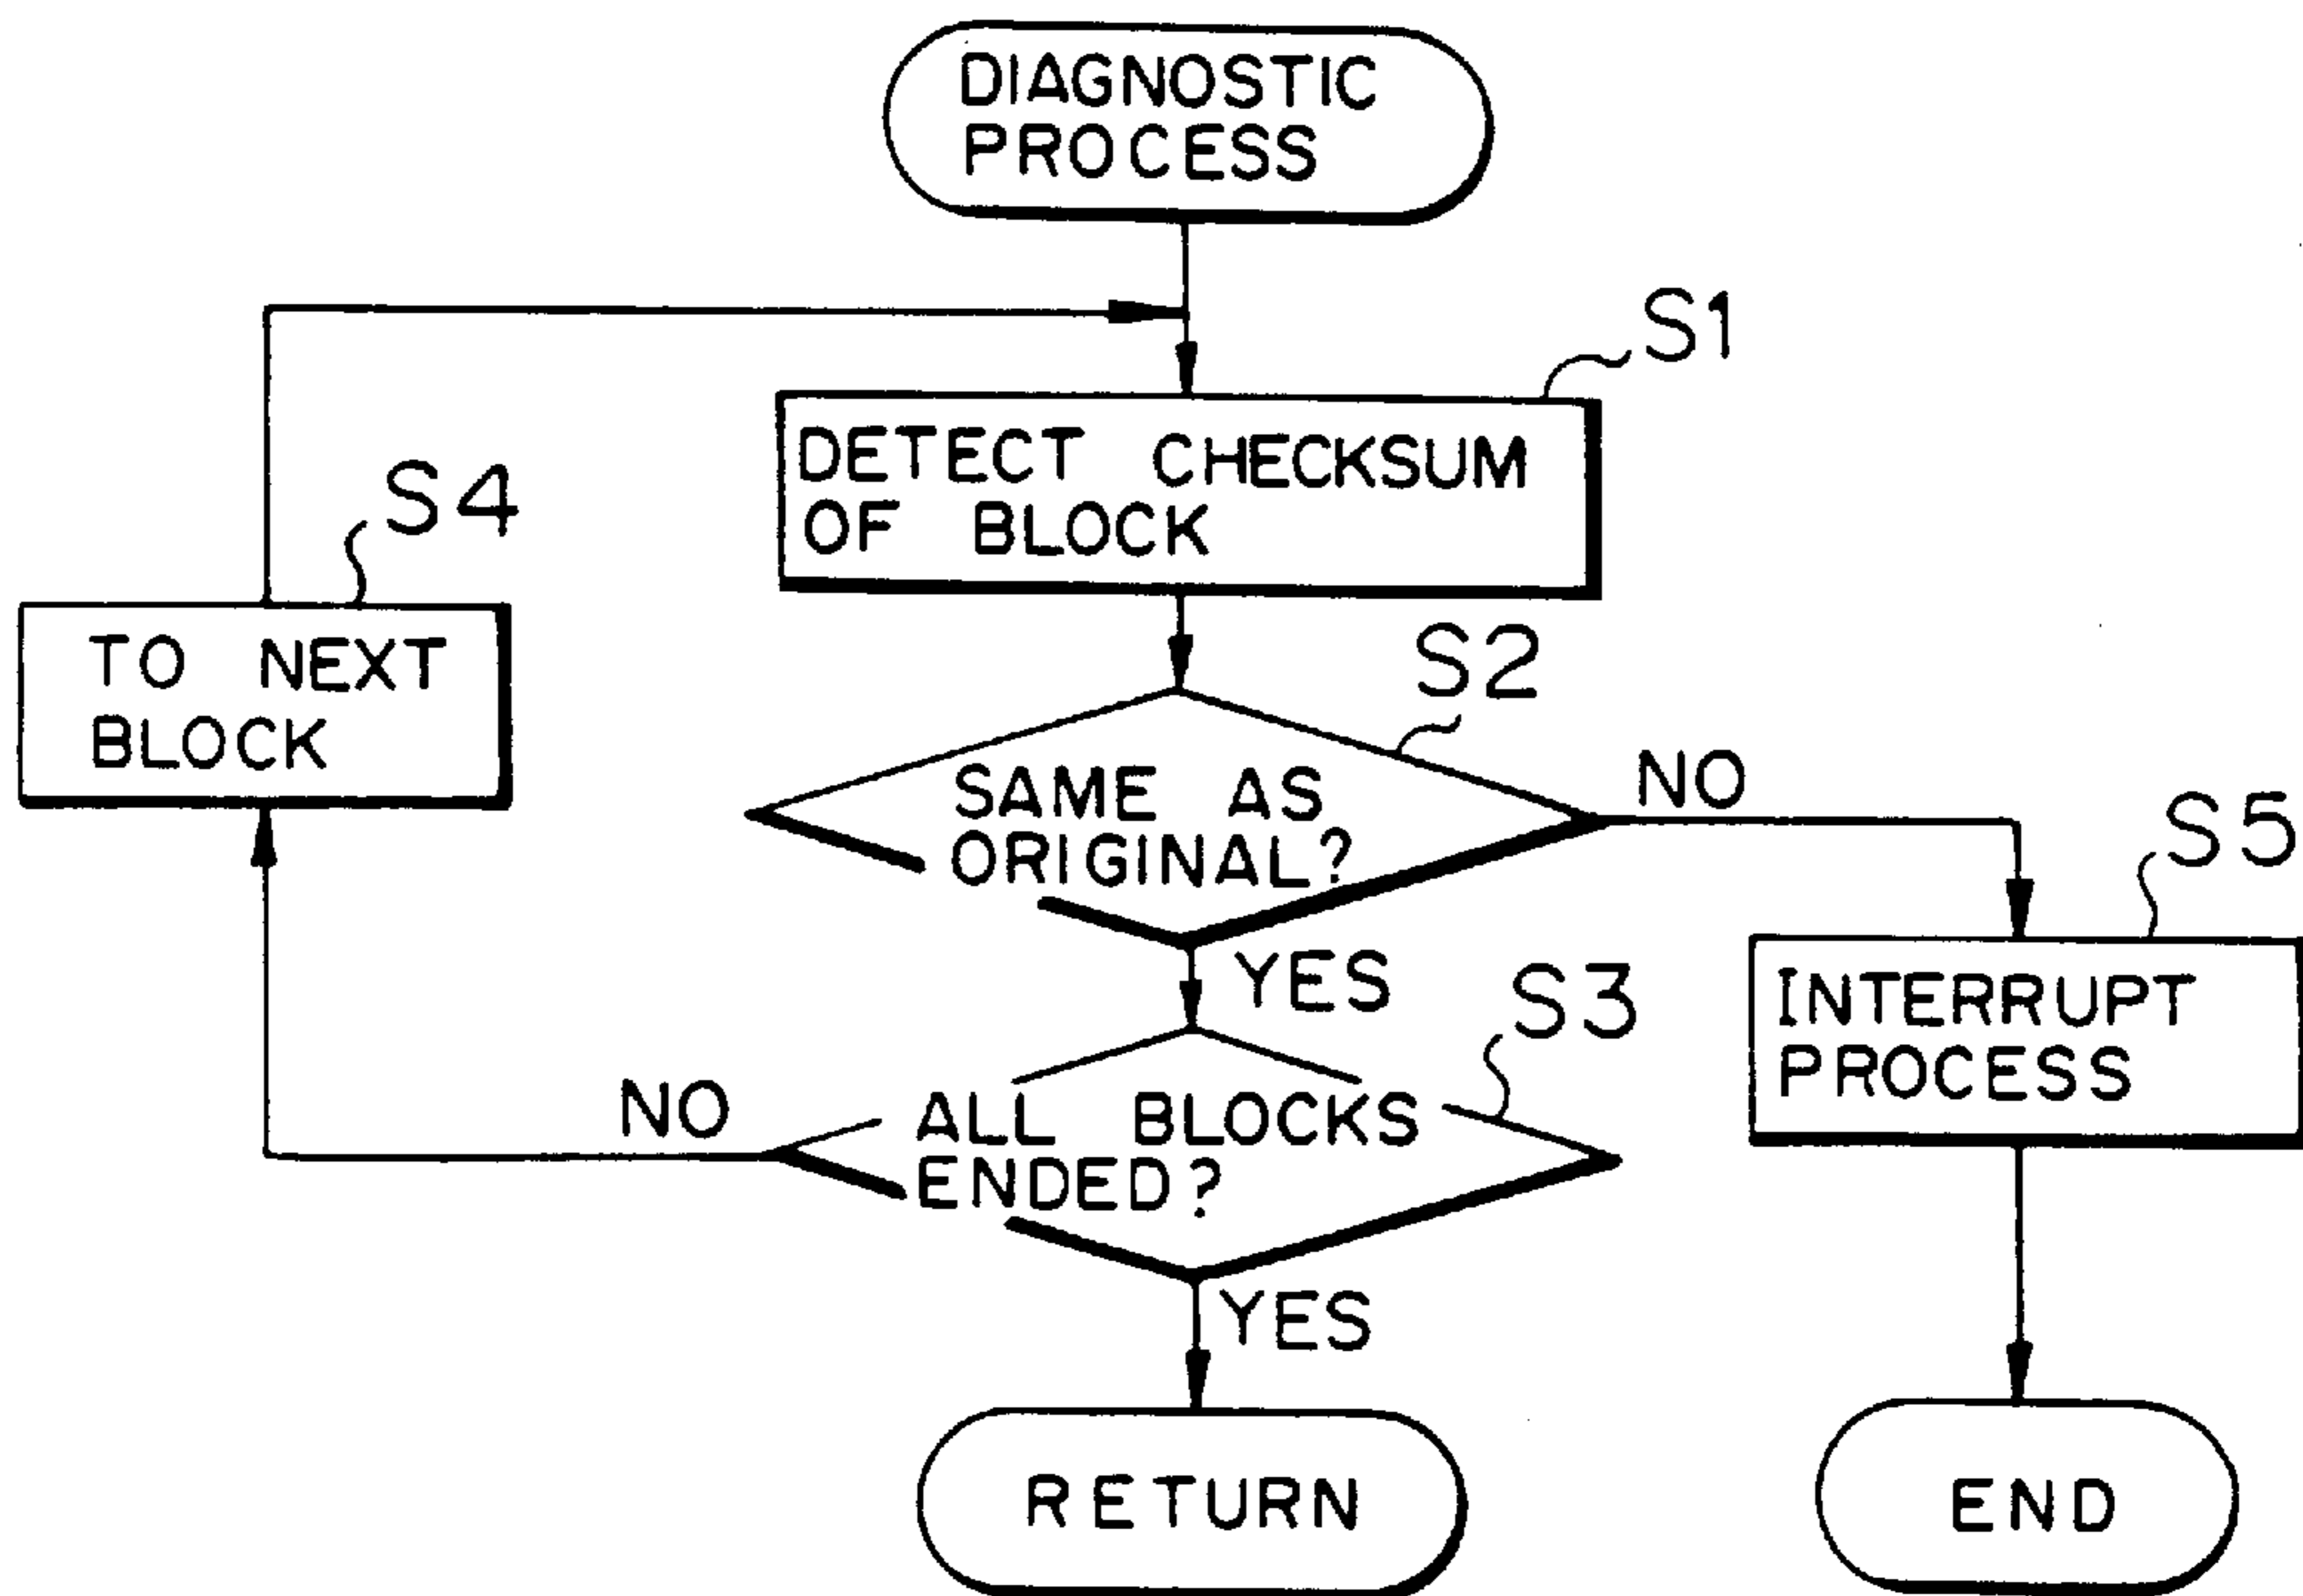 DIAGNOSTIC
PROCESS
S1
DETECT CHECKSUM
OF BLOCK
S4
TO NEXT
BLOCK
S2
SAME AS
ORIGINAL?
NO
S5
YES
INTERRUPT
PROCESS
S3
NO
ALL BLOCKS
ENDED?
YES
RETURN
END